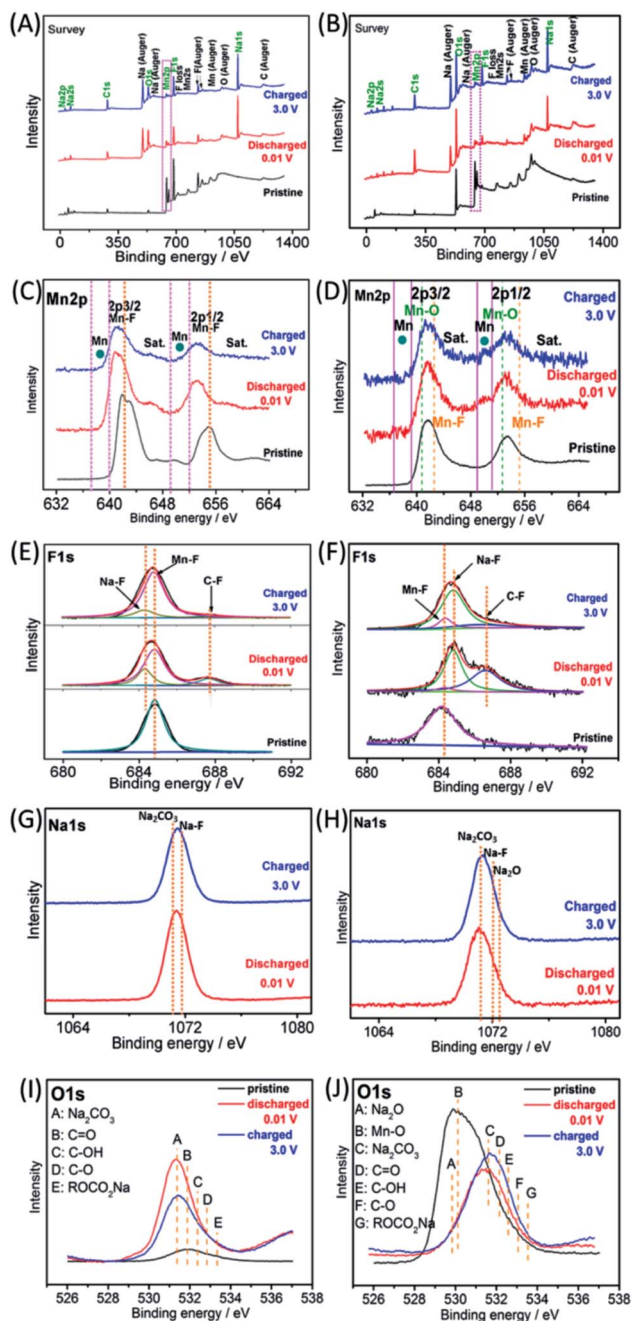 (A)
Survey
Na2p
Na2s
C1s
Na (Auger)
O1s
Na (Auger)
Mn2p
F1s
F loss
Mn2s
F(Auger)
Mn (Auger)
O (Auger)
Na1s
C (Auger)
Charged
3.0 V
Discharged
0.01 V
Pristine
Intensity
0 350 700 1050 1400
Binding energy / eV
(B)
Survey
Na2p
Na2s
C1s
Na (Auger)
O1s
Na (Auger)
Mn2p
F1s
F loss
Mn2s
F (Auger)
Mn (Auger)
O (Auger)
Na1s
C (Auger)
Charged
3.0 V
Discharged
0.01 V
Pristine
Intensity
0 350 700 1050 1400
Binding energy / eV
(C)
Mn2p
2p3/2
Mn-F
2p1/2
Mn-F
Mn
Sat.
Mn
Sat.
Charged
3.0 V
Discharged
0.01 V
Pristine
Intensity
632 640 648 656 664
Binding energy / eV
(D)
Mn2p
2p3/2
2p1/2
Mn-O
Mn-O
Mn
Sat.
Mn
Sat.
Charged
3.0 V
Discharged
0.01 V
Mn-F
Mn-F
Pristine
Intensity
632 640 648 656 664
Binding energy / eV
(E)
F1s
Mn-F
Na-F
C-F
Charged
3.0 V
Discharged
0.01 V
Pristine
Intensity
680 684 688 692
Binding energy / eV
(F)
F1s
Na-F
Mn-F
C-F
Charged
3.0 V
Discharged
0.01 V
Pristine
Intensity
680 684 688 692
Binding energy / eV
(G)
Na1s
Na₂CO₃
Na-F
Charged
3.0 V
Discharged
0.01 V
Intensity
1064 1072 1080
Binding energy / eV
(H)
Na1s
Na₂CO₃
Na-F
Na₂O
Charged
3.0 V
Discharged
0.01 V
Intensity
1064 1072 1080
Binding energy / eV
(I)
O1s
pristine
discharged
0.01 V
charged
3.0 V
A: Na₂CO₃
B: C=O
C: C-OH
D: C-O
E: ROCO₂Na
A
B
C
D
E
Intensity
526 528 530 532 534 536 538
Binding energy / eV
(J)
O1s
pristine
discharged
0.01 V
charged
3.0 V
A: Na₂O
B: Mn-O
C: Na₂CO₃
D: C=O
E: C-OH
F: C-O
G: ROCO₂Na
B
C
D
E
A
F
G
Intensity
526 528 530 532 534 536 538
Binding energy / eV